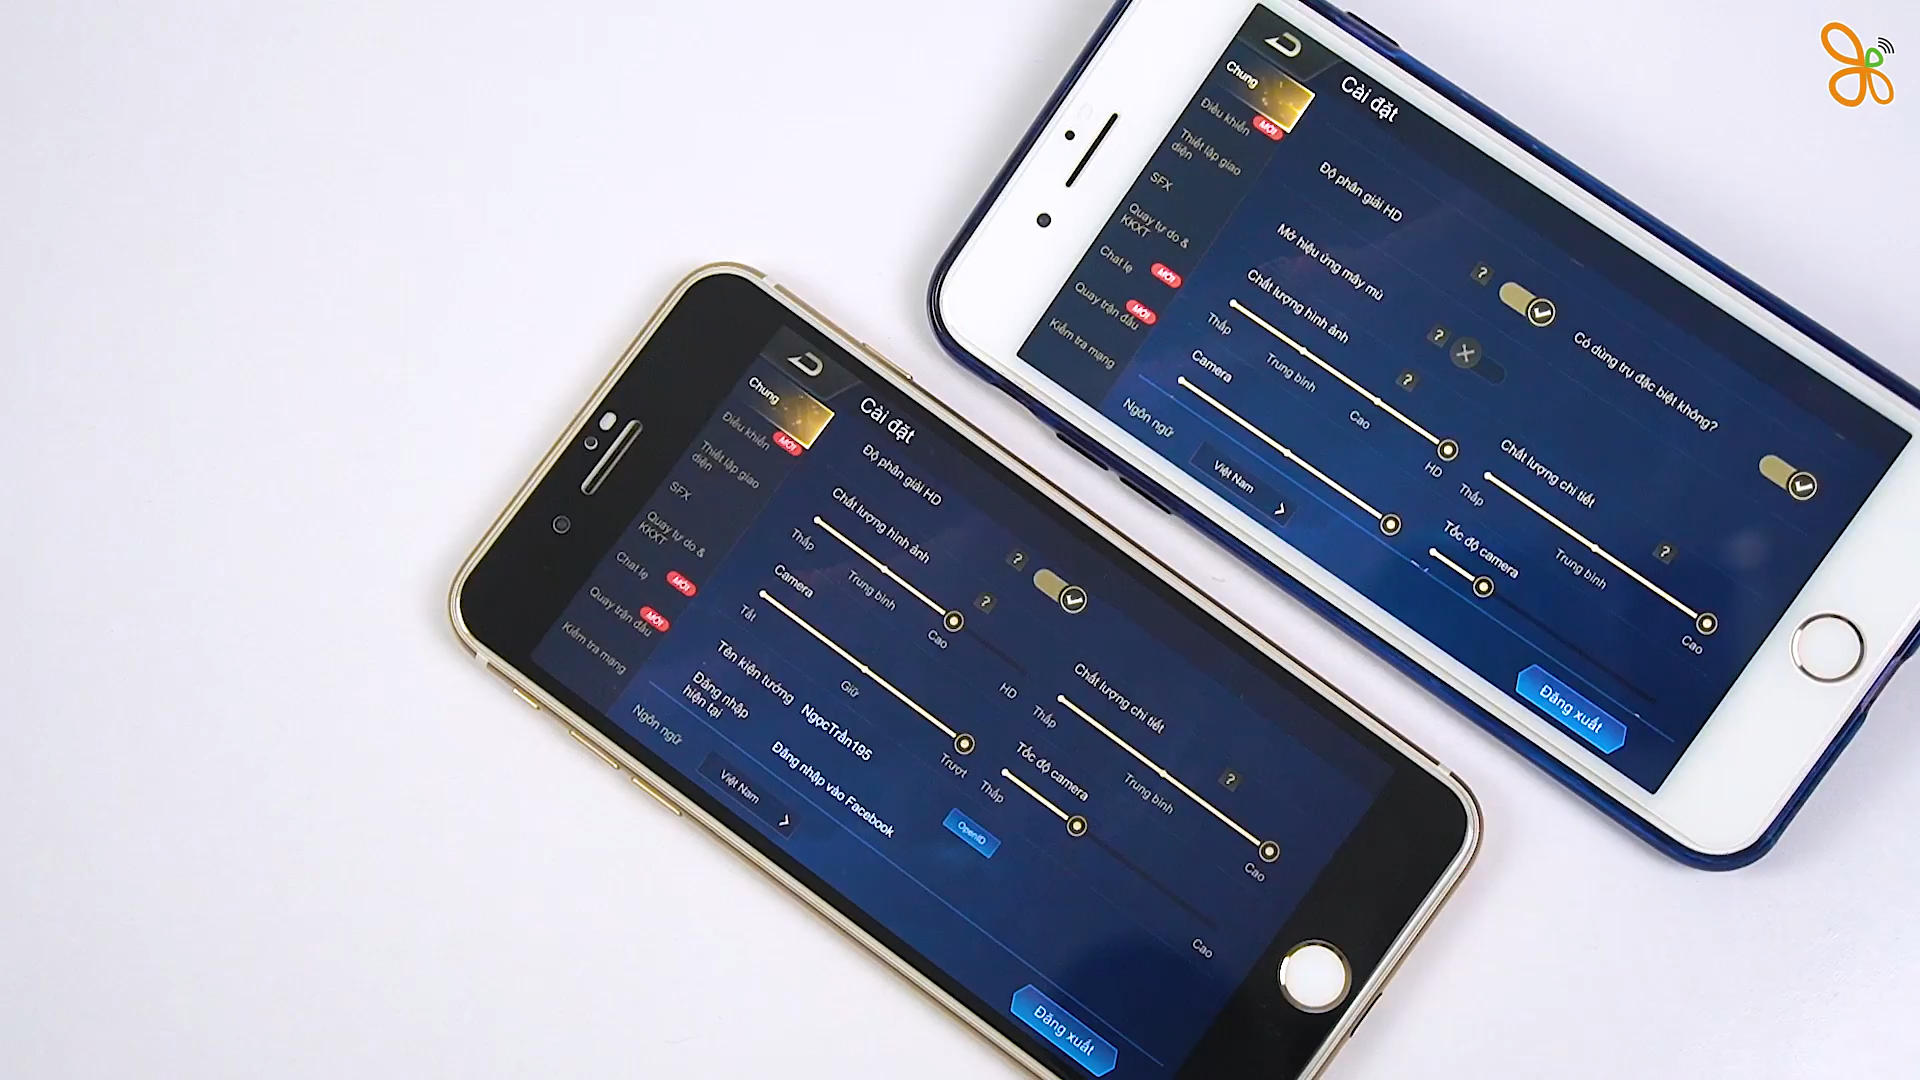 Chung
Điều khiển
MỚI
Thiết lập giao
diện
SFX
Quay tự do &
KKXT
Chat lẹ
MỚI
Quay trận đấu
MỚI
Kiểm tra mạng
Cài đặt
Độ phân giải HD
?
Chất lượng hình ảnh
?
Thấp
Trung bình
Cao
HD
Chất lượng chi tiết
?
Thấp
Trung bình
Cao
Camera
Tắt
Giữ
Trượt
Tốc độ camera
Thấp
Cao
Tên kiện tướng
NgọcTrần195
Đăng nhập
hiện tại
Đăng nhập vào Facebook
OpenID
Ngôn ngữ
Việt Nam
Đăng xuất
Chung
Điều khiển
MỚI
Thiết lập giao
diện
SFX
Quay tự do &
KKXT
Chat lẹ
MỚI
Quay trận đấu
MỚI
Kiểm tra mạng
Cài đặt
Độ phân giải HD
?
Có dùng trụ đặc biệt không?
Mở hiệu ứng mây mù
?
Chất lượng hình ảnh
?
Thấp
Trung bình
Cao
HD
Chất lượng chi tiết
?
Thấp
Trung bình
Cao
Camera
Tốc độ camera
Ngôn ngữ
Việt Nam
Đăng xuất